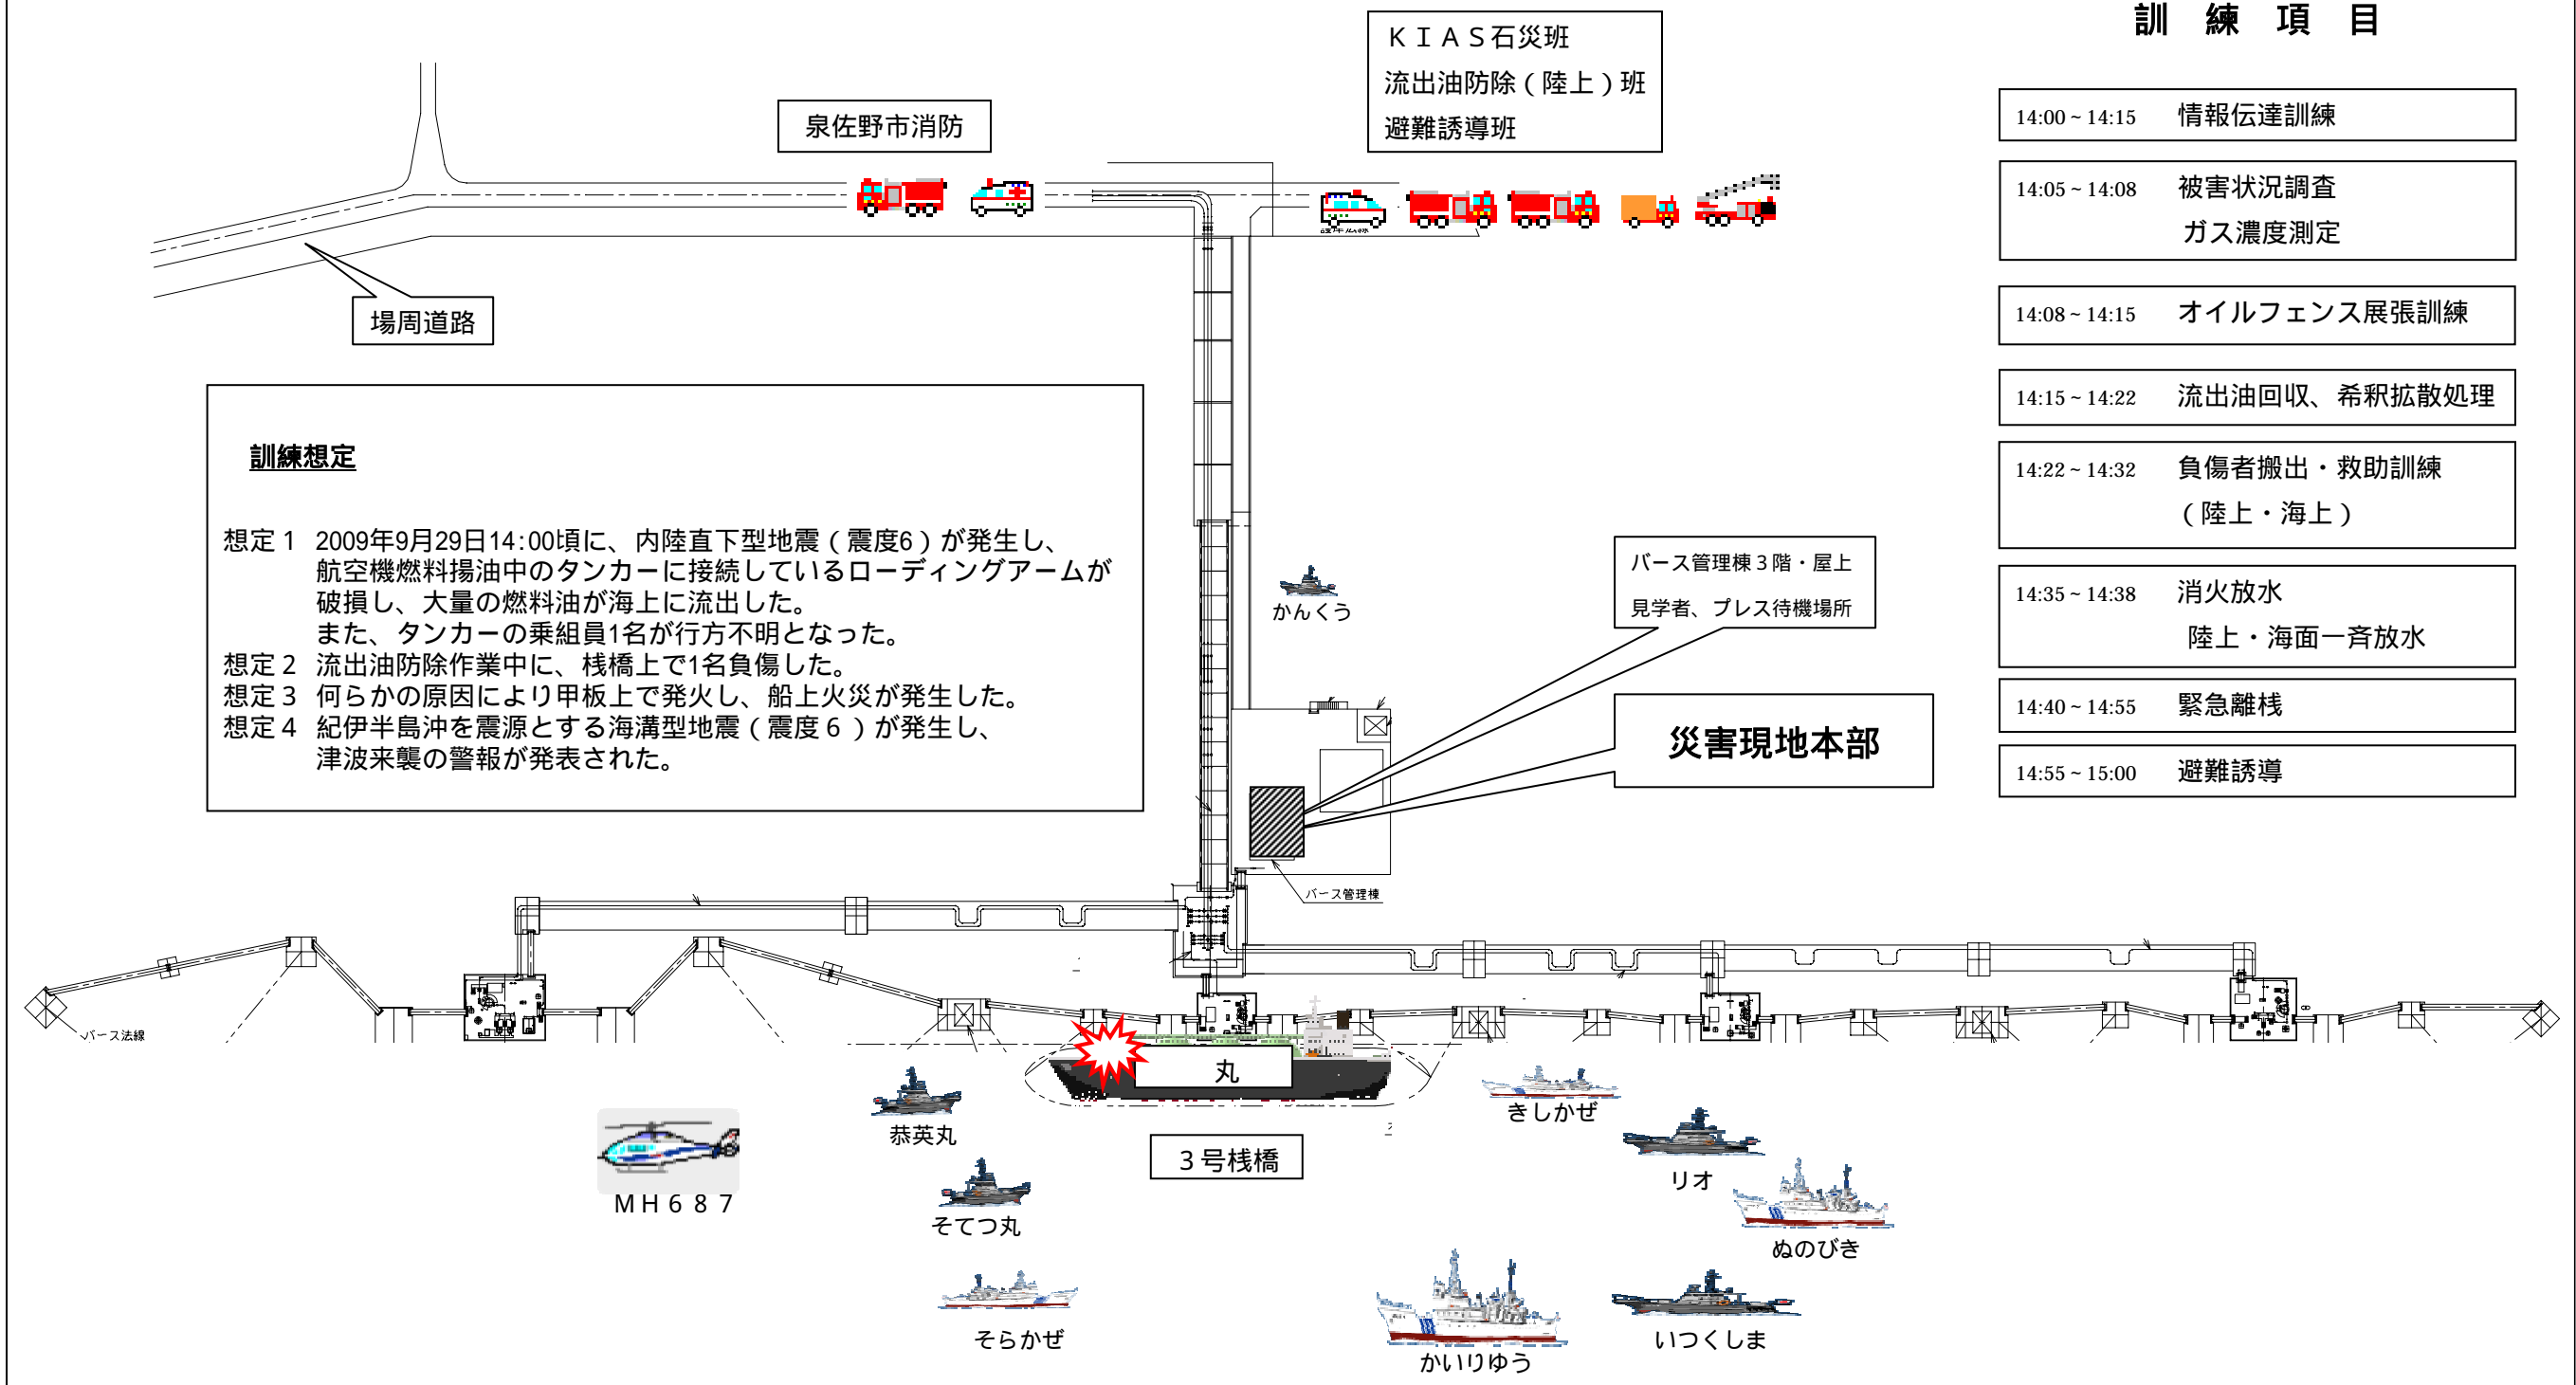 訓練項目
ＫＩＡＳ石災班
流出油防除（陸上）班
避難誘導班
泉佐野市消防
場周道路
14:00～14:15 情報伝達訓練
14:05～14:08 被害状況調査
ガス濃度測定
14:08～14:15 オイルフェンス展張訓練
14:15～14:22 流出油回収、希釈拡散処理
14:22～14:32 負傷者搬出・救助訓練
（陸上・海上）
14:35～14:38 消火放水
陸上・海面一斉放水
14:40～14:55 緊急離桟
14:55～15:00 避難誘導
訓練想定
想定１ 2009年9月29日14:00頃に、内陸直下型地震（震度6）が発生し、
航空機燃料揚油中のタンカーに接続しているローディングアームが
破損し、大量の燃料油が海上に流出した。
また、タンカーの乗組員1名が行方不明となった。
想定２ 流出油防除作業中に、桟橋上で1名負傷した。
想定３ 何らかの原因により甲板上で発火し、船上火災が発生した。
想定４ 紀伊半島沖を震源とする海溝型地震（震度６）が発生し、
津波来襲の警報が発表された。
かんくう
バース管理棟３階・屋上
見学者、プレス待機場所
災害現地本部
バース管理棟
バース法線
丸
３号桟橋
ＭＨ６８７
恭英丸
そてつ丸
そらかぜ
きしかぜ
リオ
ぬのびき
いつくしま
かいりゆう